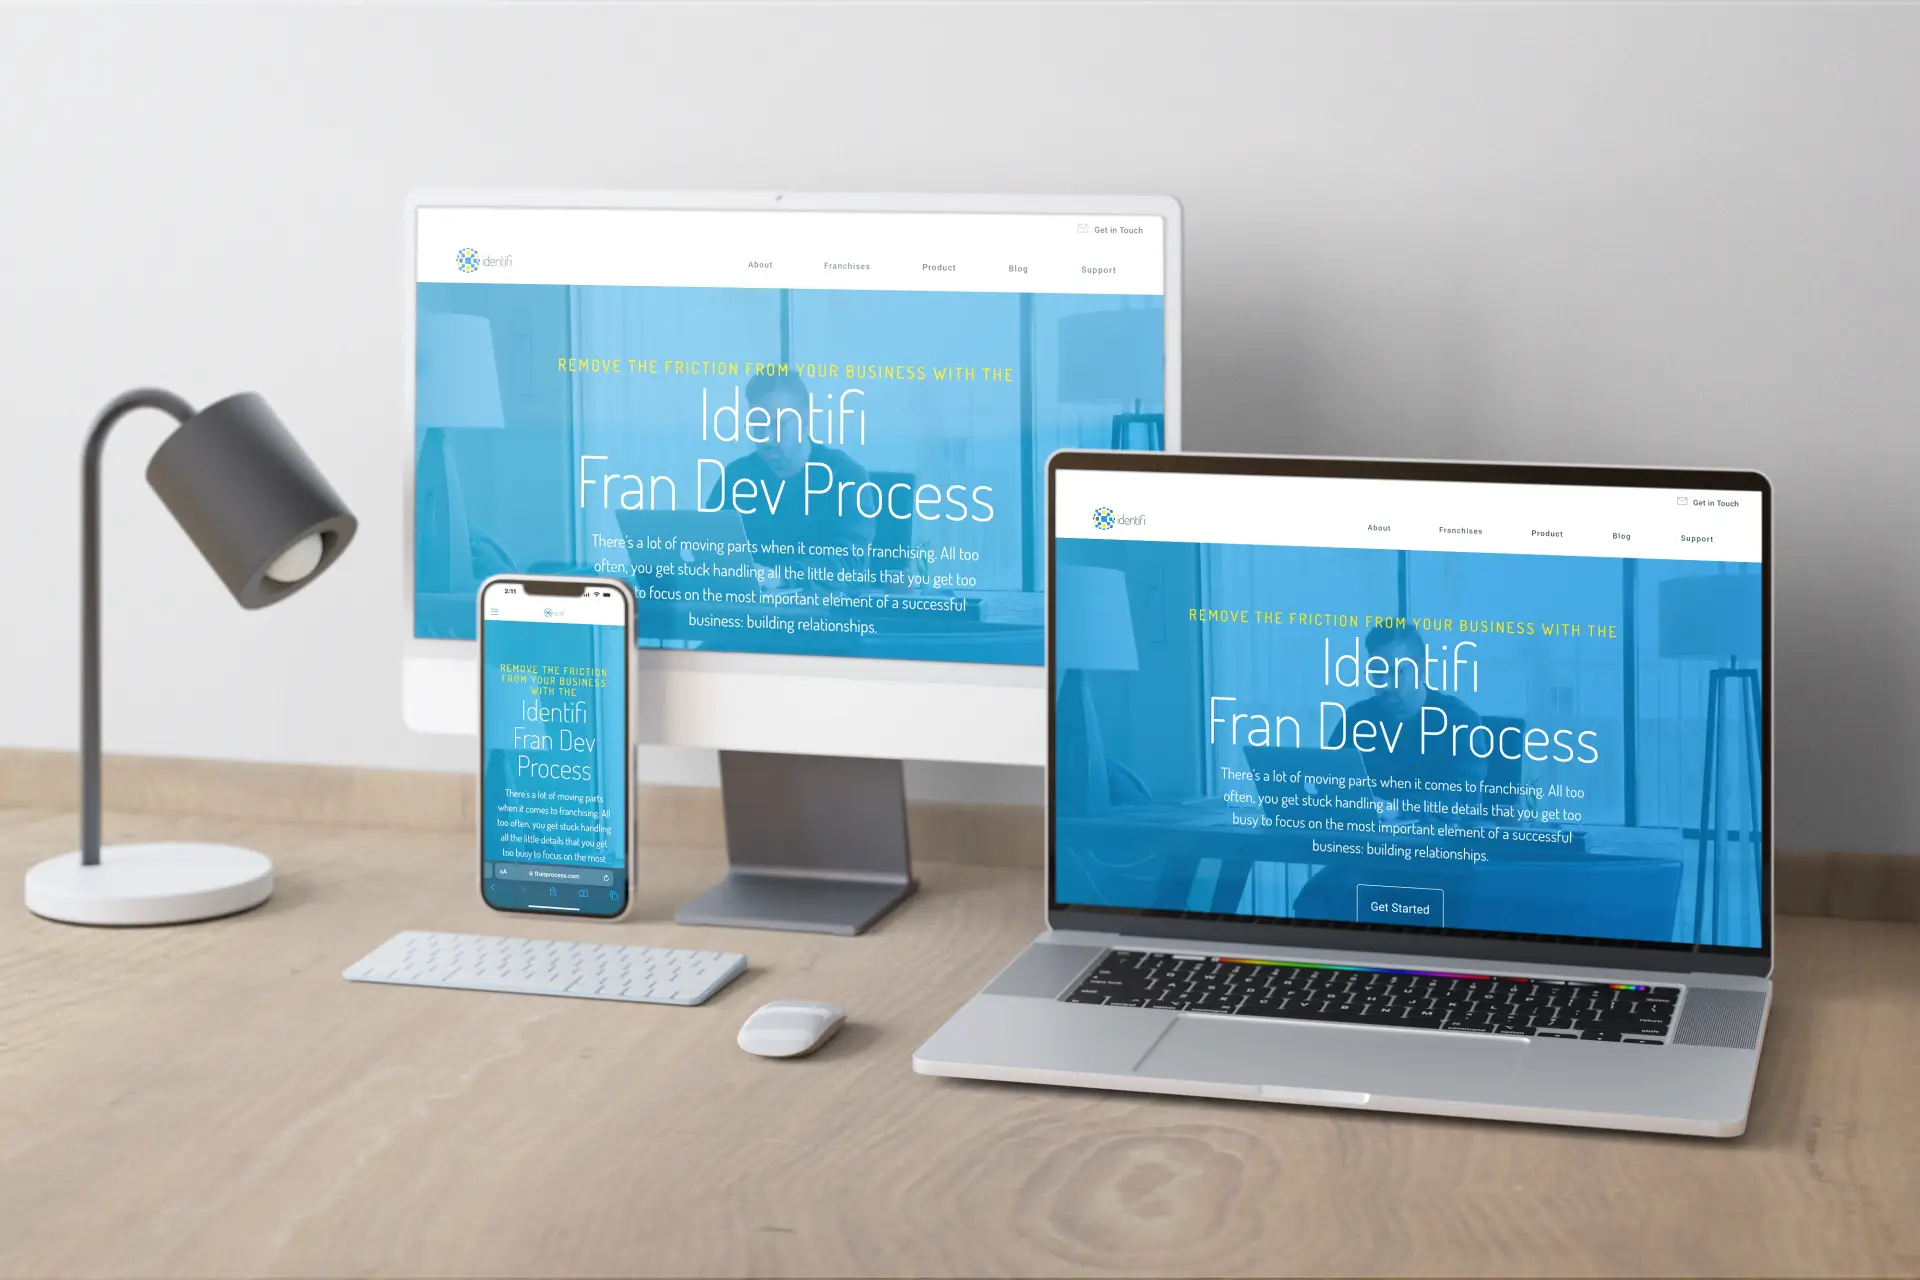 Get in Touch
identifi
About Franchises Product Blog Support
REMOVE THE FRICTION FROM YOUR BUSINESS WITH THE
Identifi
Fran Dev Process
There's a lot of moving parts when it comes to franchising. All too
often, you get stuck handling all the little details that you get too
to focus on the most important element of a successful
business: building relationships.
2:11
REMOVE THE FRICTION
FROM YOUR BUSINESS
WITH THE
Identifi
Fran Dev
Process
There's a lot of moving parts
when it comes to franchising. All
too often, you get stuck handling
all the little details that you get
too busy to focus on the most
AA franprocess.com
Get in Touch
identifi
About Franchises Product Blog Support
REMOVE THE FRICTION FROM YOUR BUSINESS WITH THE
Identifi
Fran Dev Process
There's a lot of moving parts when it comes to franchising. All too
often, you get stuck handling all the little details that you get too
busy to focus on the most important element of a successful
business: building relationships.
Get Started